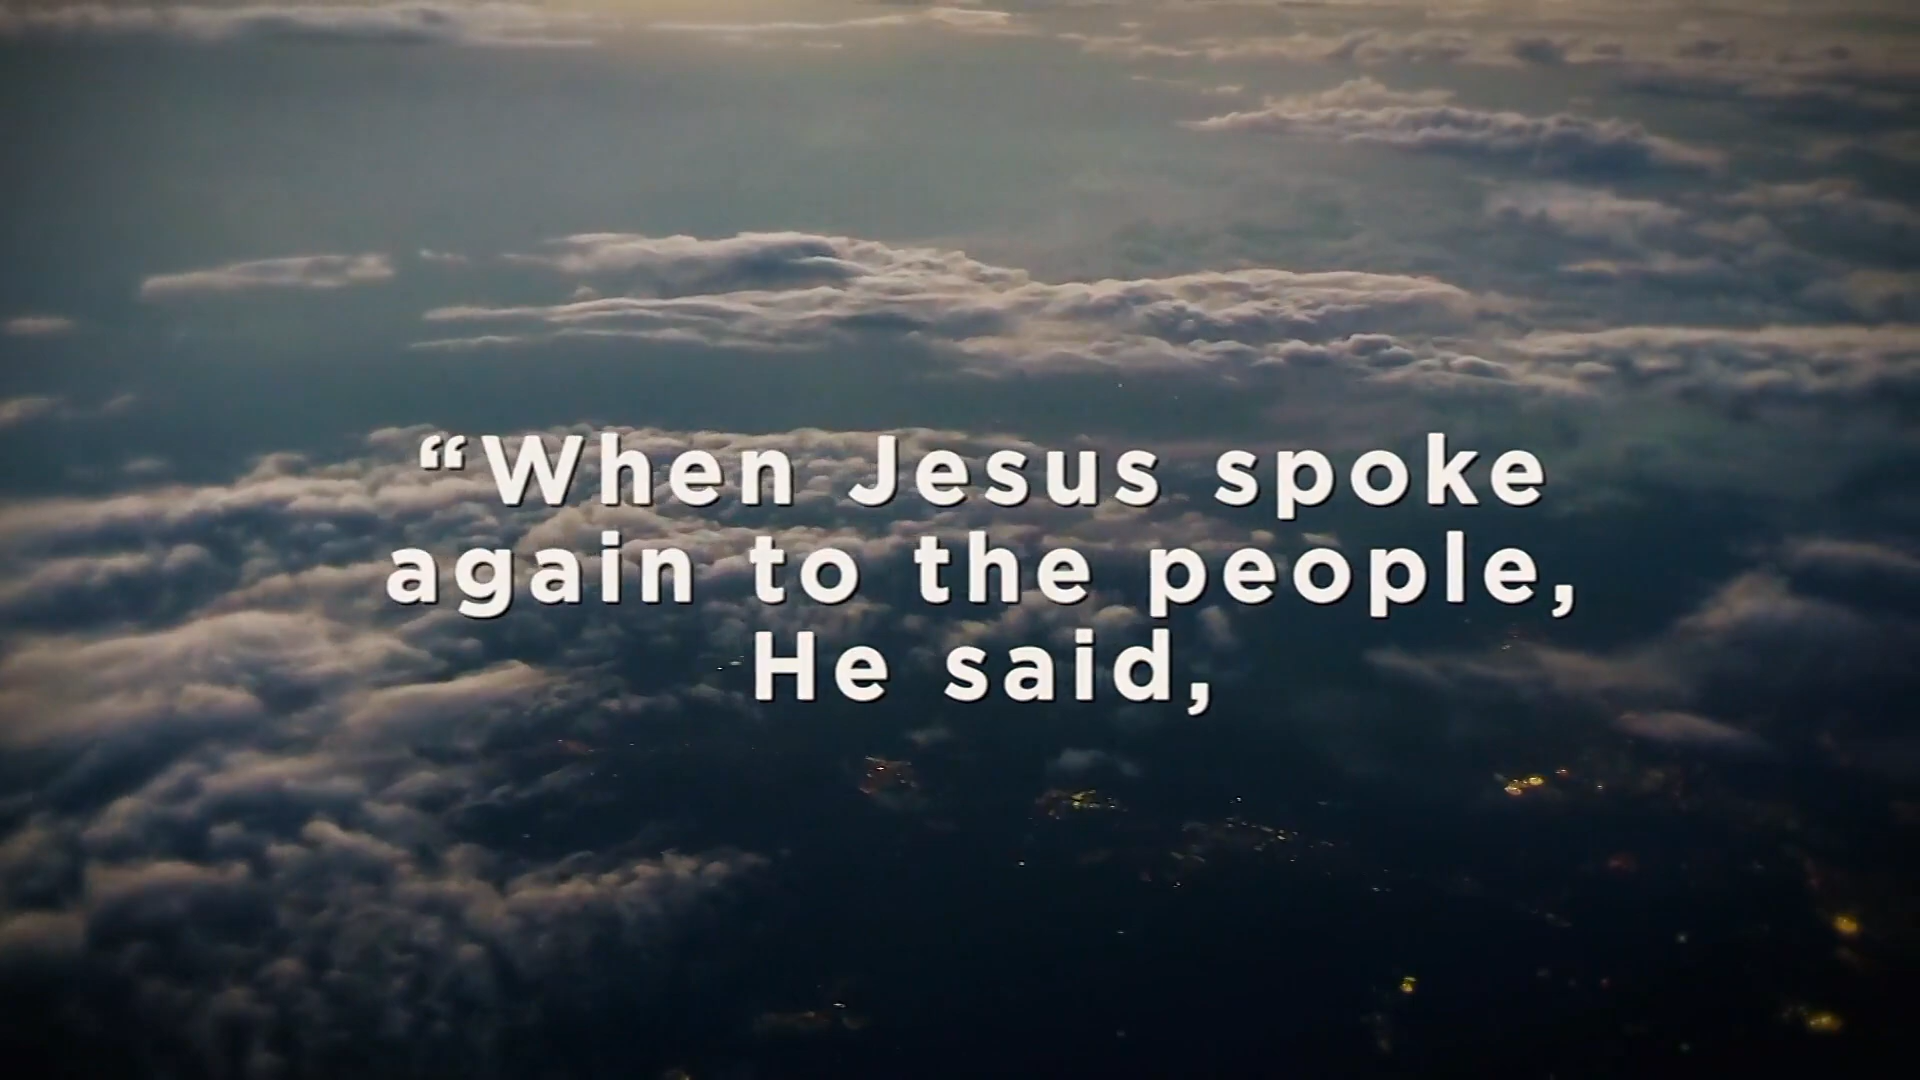 “When Jesus spoke
again to the people,
He said,